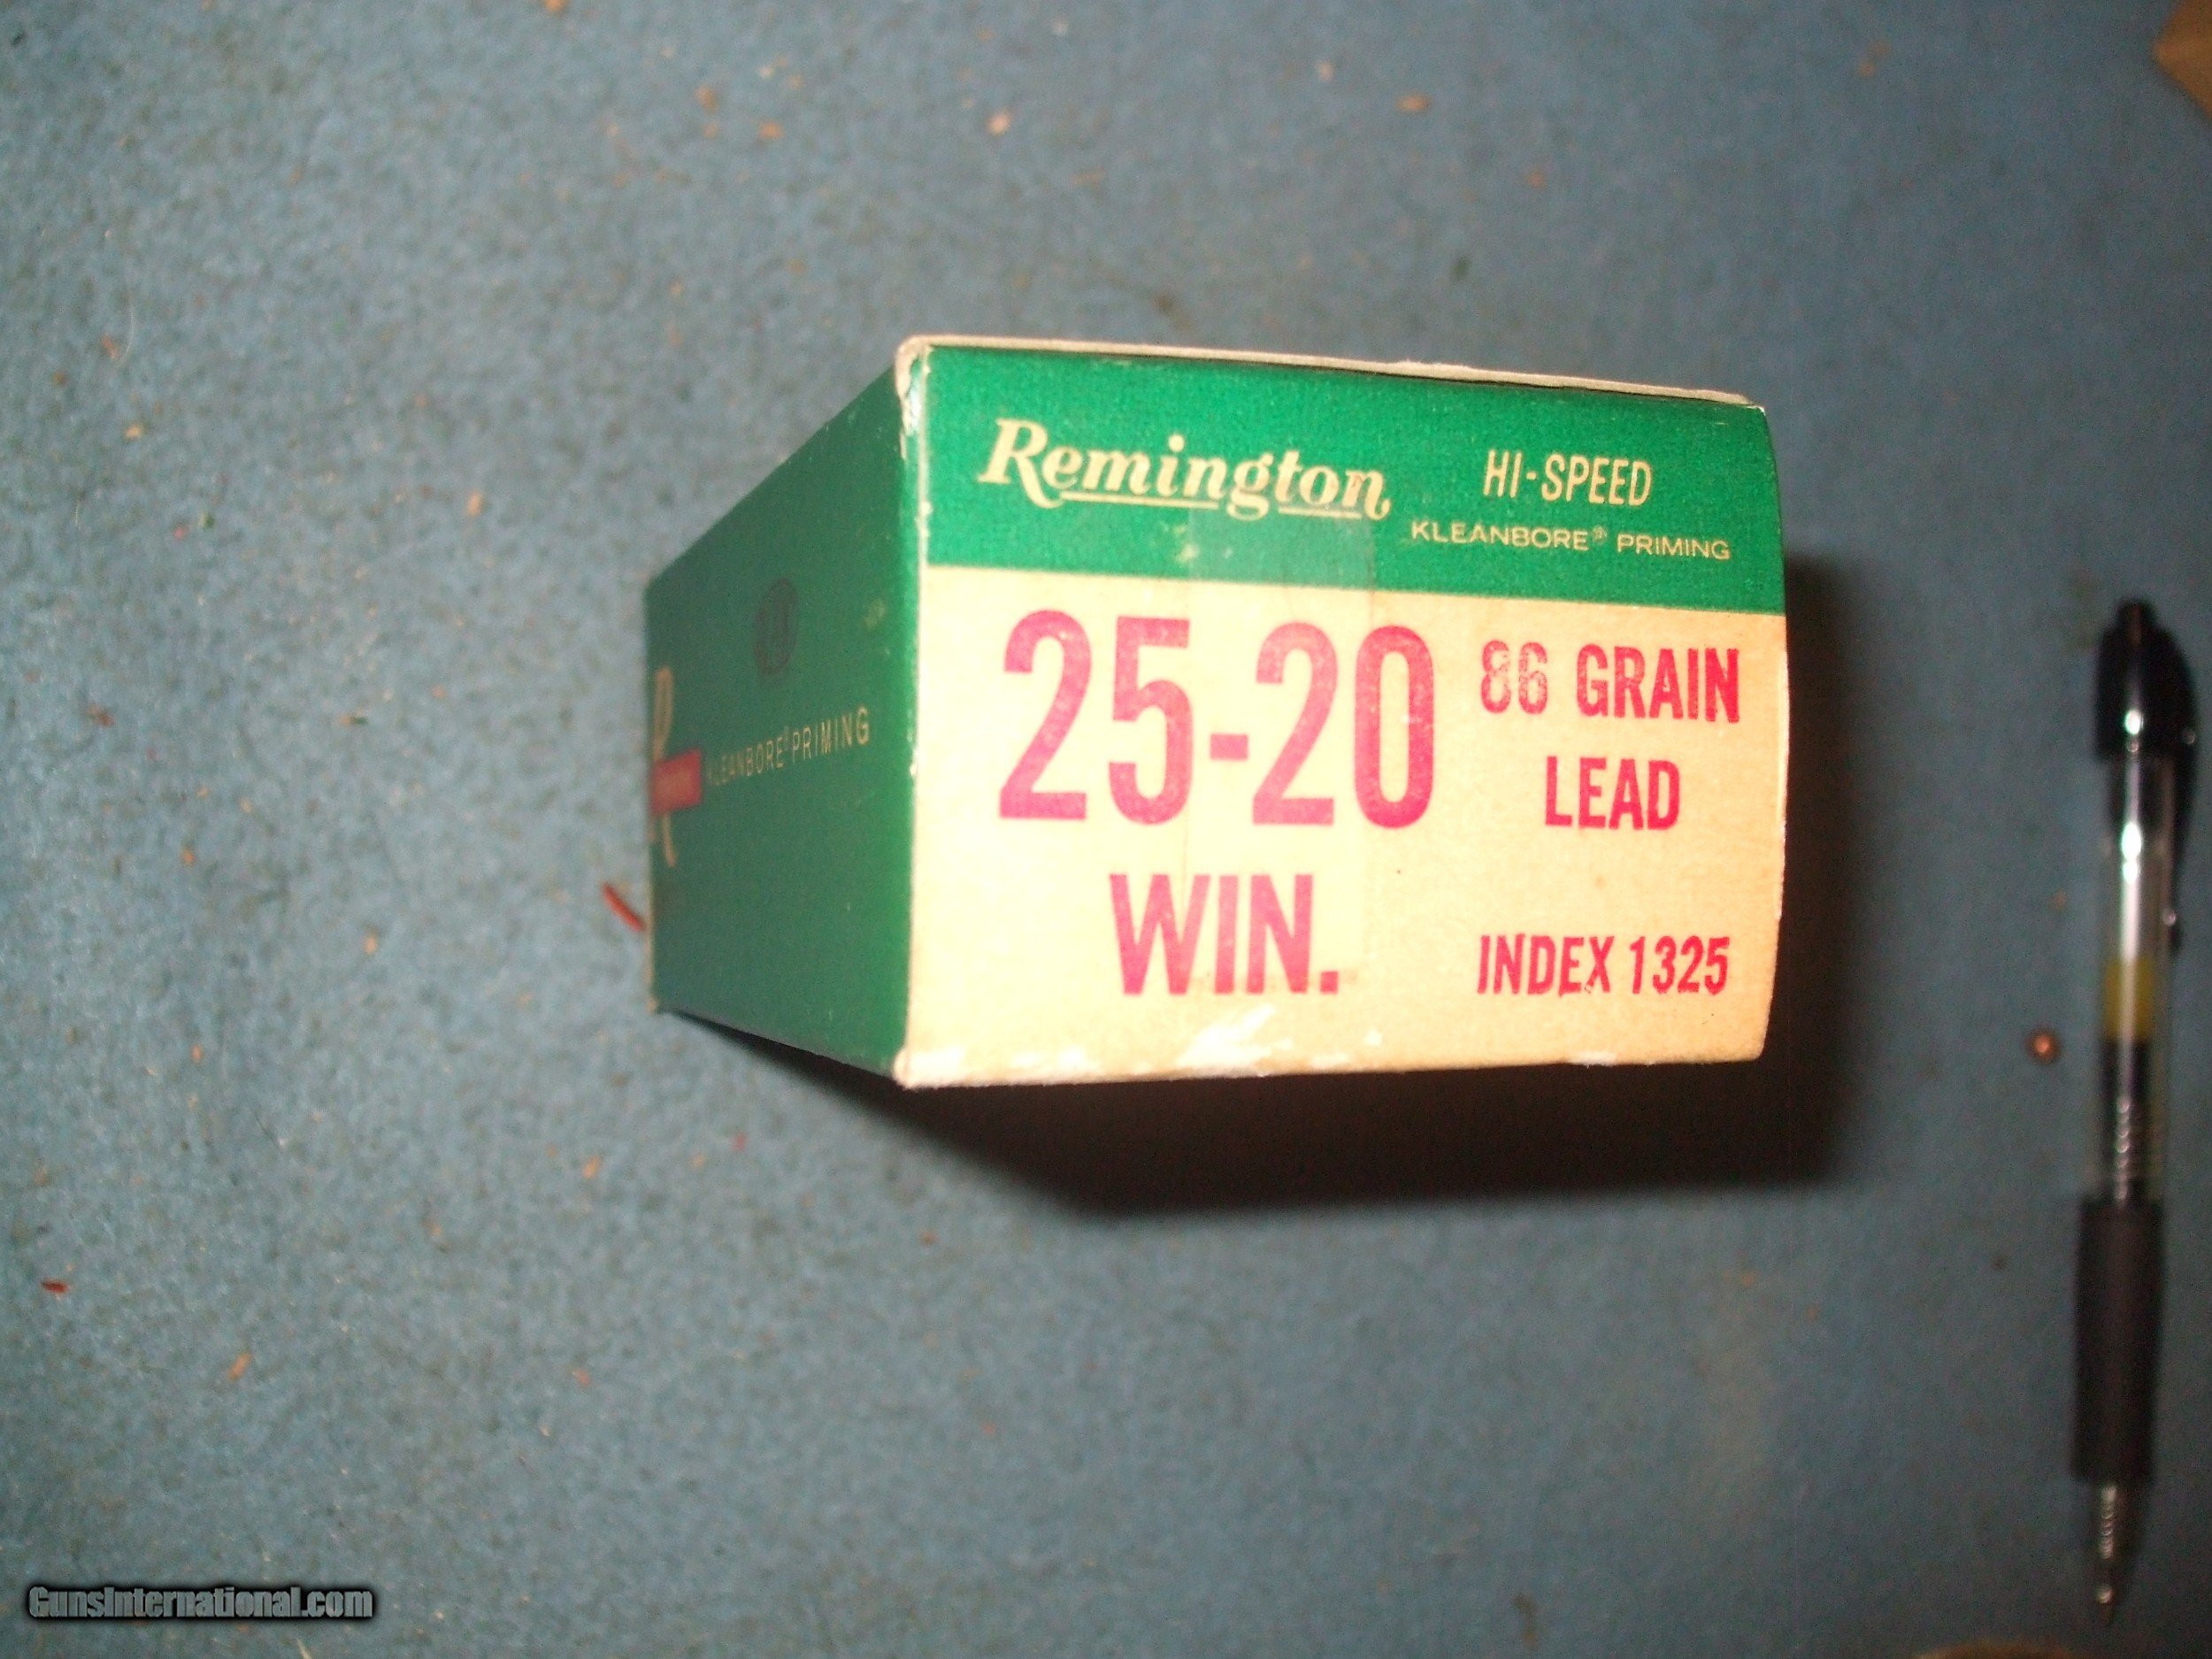 Remington
HI-SPEED
KLEANBORE® PRIMING
25-20
WIN.
86 GRAIN
LEAD
INDEX 1325
KLEANBORE® PRIMING
GunsInternational.com